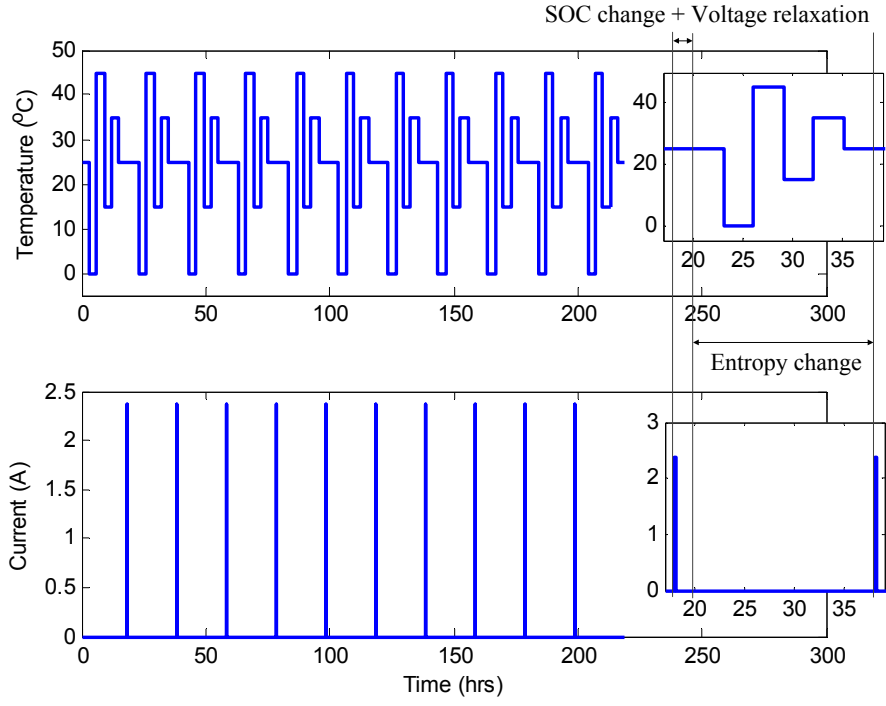 SOC change + Voltage relaxation
50
40
30
20
10
0
Temperature (ºC)
0 50 100 150 200 250 300
40
20
0
20 25 30 35
Entropy change
2.5
2
1.5
1
0.5
0
Current (A)
0 50 100 150 200 250 300
Time (hrs)
3
2
1
0
20 25 30 35